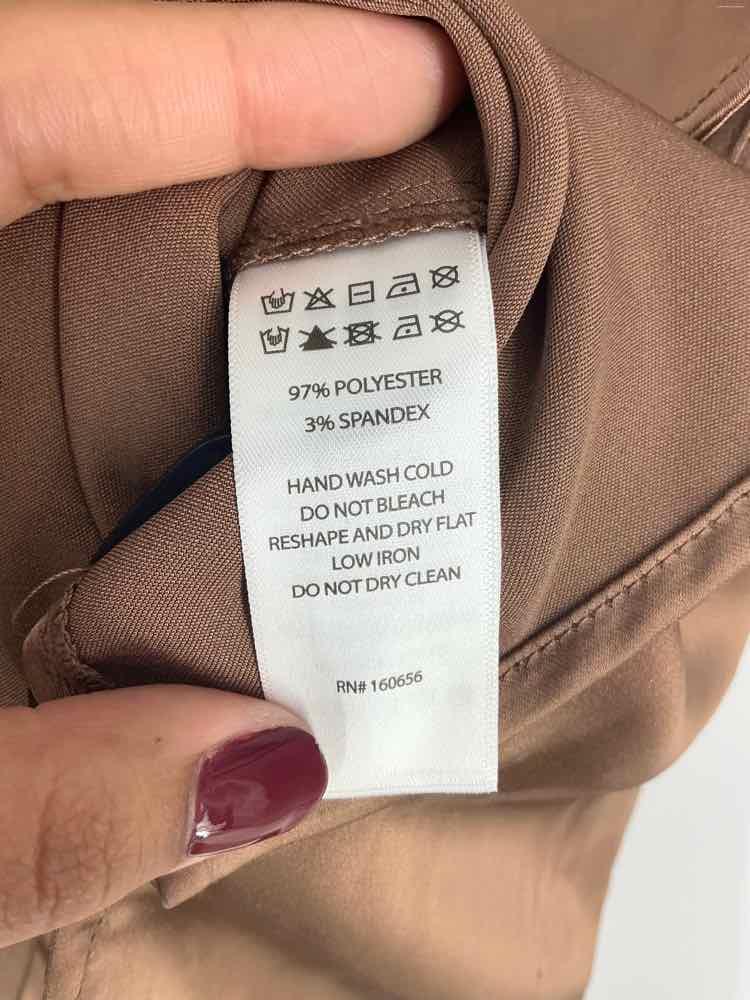 97% POLYESTER
3% SPANDEX
HAND WASH COLD
DO NOT BLEACH
RESHAPE AND DRY FLAT
LOW IRON
DO NOT DRY CLEAN
RN# 160656